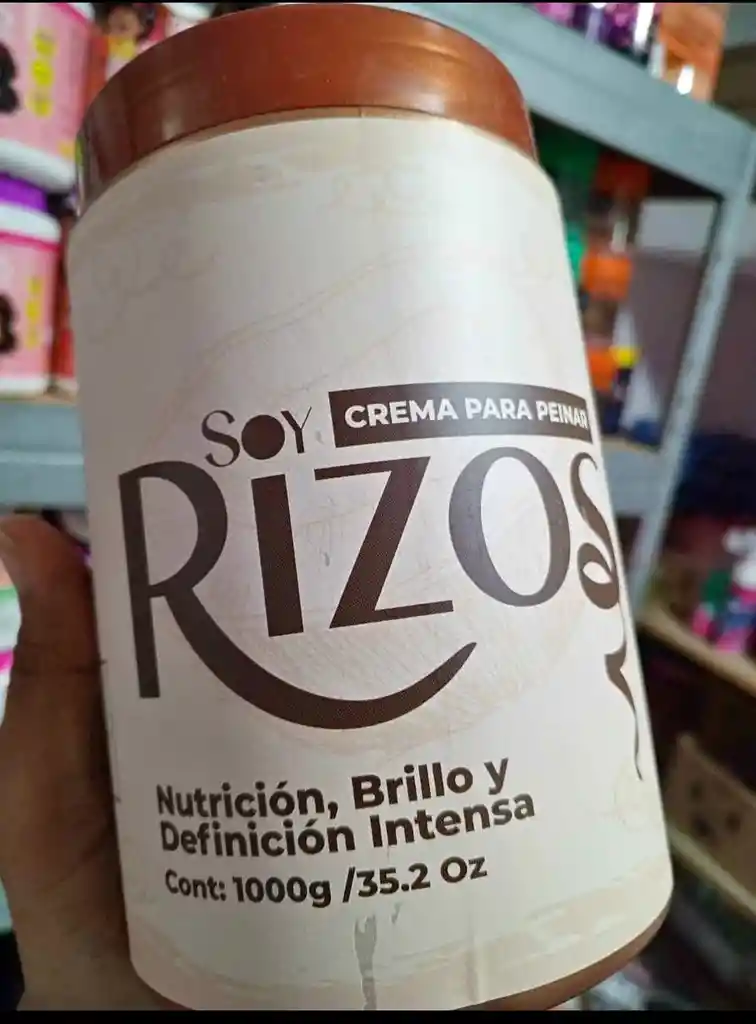 SOY CREMA PARA PEINAR
RIZOS
Nutrición, Brillo y
Definición Intensa
Cont: 1000g /35.2 Oz